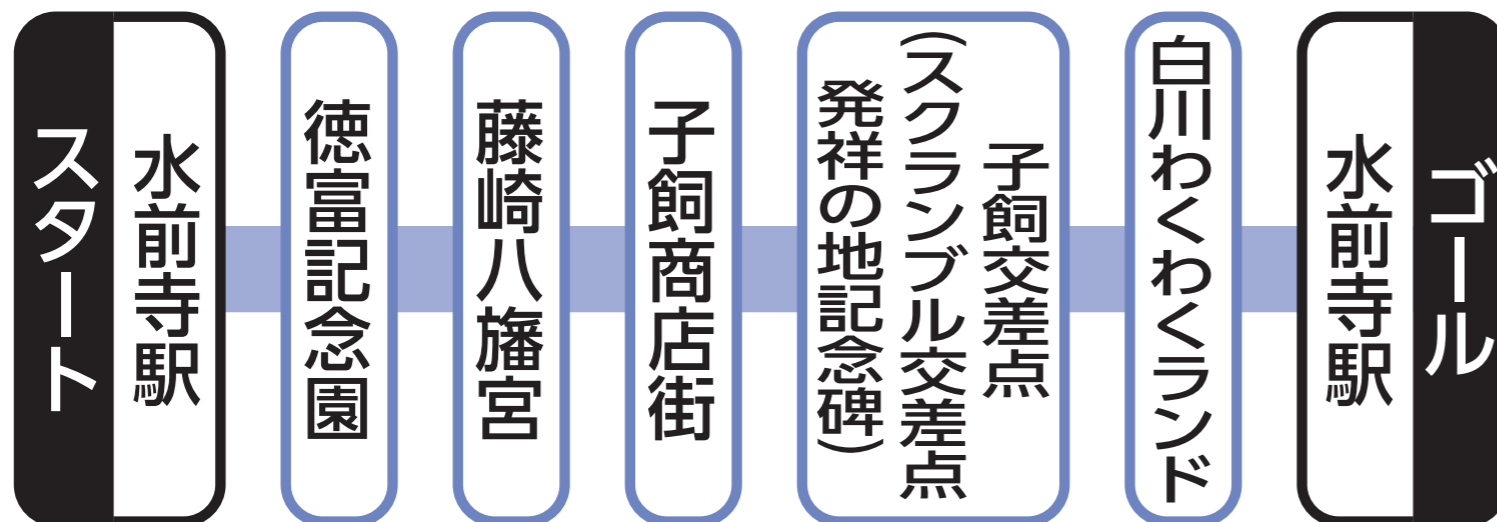 スタート
水前寺駅
徳富記念園
藤崎八旛宮
子飼商店街
子飼交差点
(スクランブル交差点
発祥の地記念碑)
白川わくわくランド
水前寺駅
ゴール